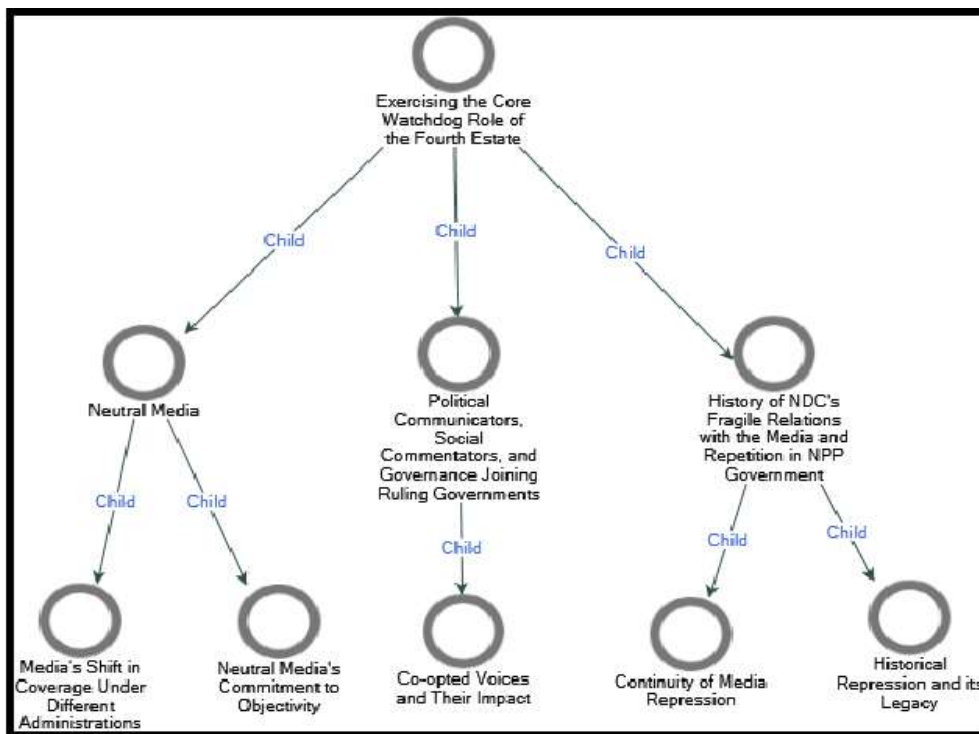 Exercising the Core
Watchdog Role of
the Fourth Estate
Child
Child
Child
Neutral Media
Political
Communicators,
Social
Commentators, and
Governance Joining
Ruling Governments
History of NDC's
Fragile Relations
with the Media and
Repetition in NPP
Government
Child
Child
Child
Child
Child
Media's Shift in
Coverage Under
Different
Administrations
Neutral Media's
Commitment to
Objectivity
Co-opted Voices
and Their Impact
Continuity of Media
Repression
Historical
Repression and its
Legacy